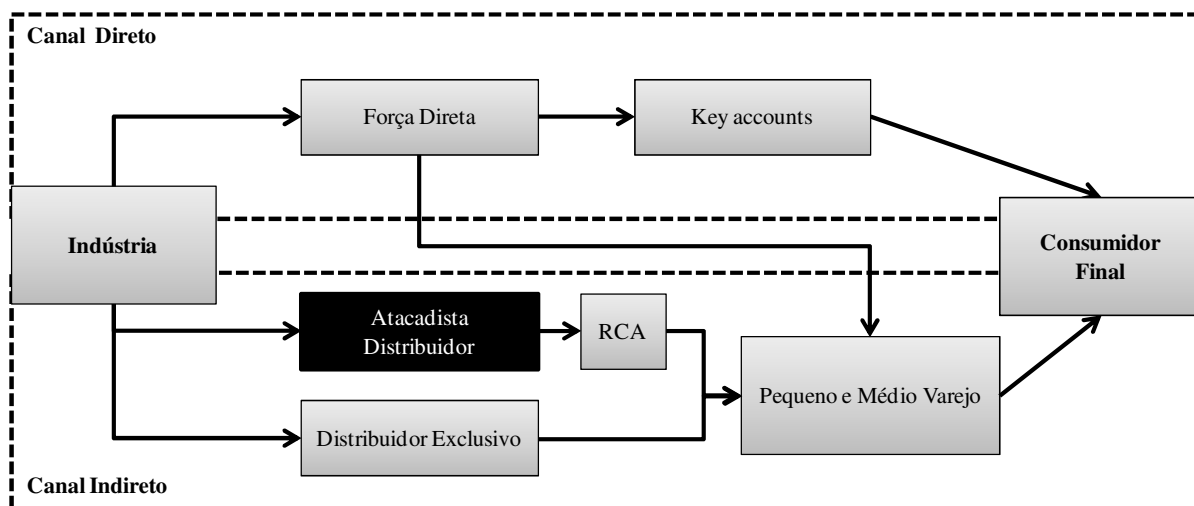 Canal Direto
Força Direta
Key accounts
Indústria
Consumidor
Final
Atacadista
Distribuidor
RCA
Pequeno e Médio Varejo
Distribuidor Exclusivo
Canal Indireto